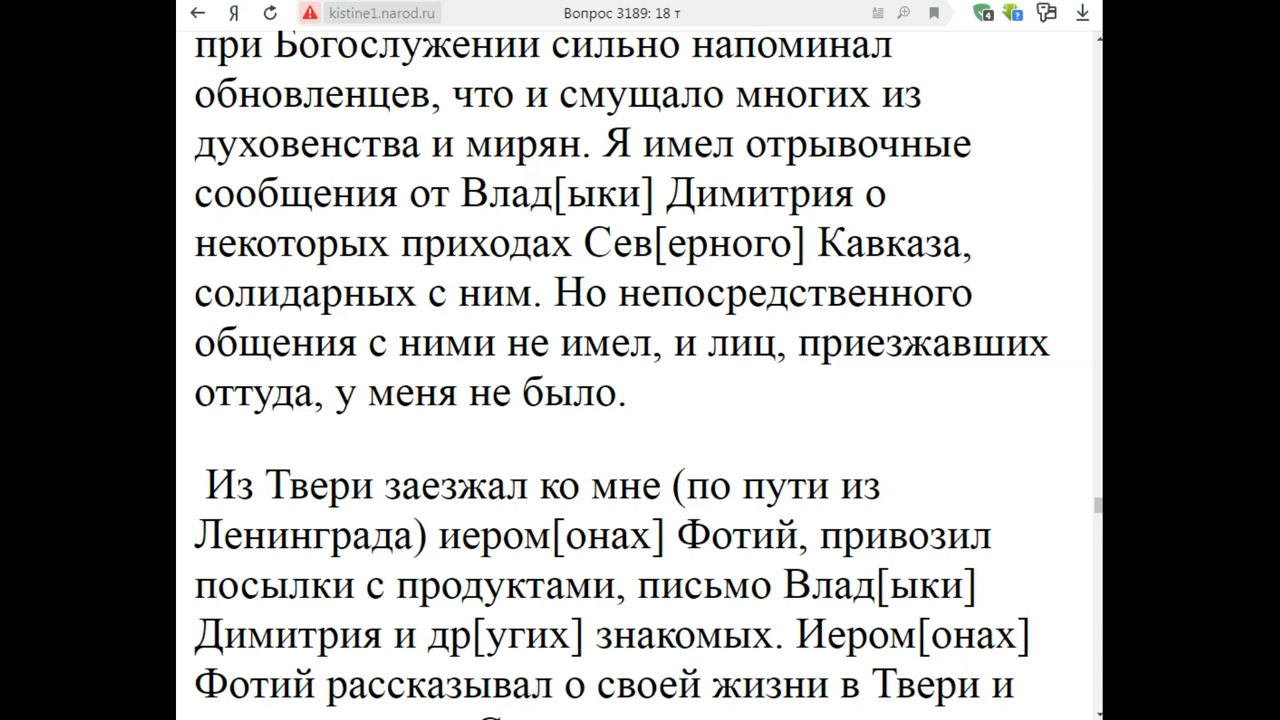 Я
kistine1.narod.ru
Вопрос 3189: 18 т
4
?
при Богослужении сильно напоминал
обновленцев, что и смущало многих из
духовенства и мирян. Я имел отрывочные
сообщения от Влад[ыки] Димитрия о
некоторых приходах Сев[ерного] Кавказа,
солидарных с ним. Но непосредственного
общения с ними не имел, и лиц, приезжавших
оттуда, у меня не было.
Из Твери заезжал ко мне (по пути из
Ленинграда) иером[онах] Фотий, привозил
посылки с продуктами, письмо Влад[ыки]
Димитрия и др[угих] знакомых. Иером[онах]
Фотий рассказывал о своей жизни в Твери и